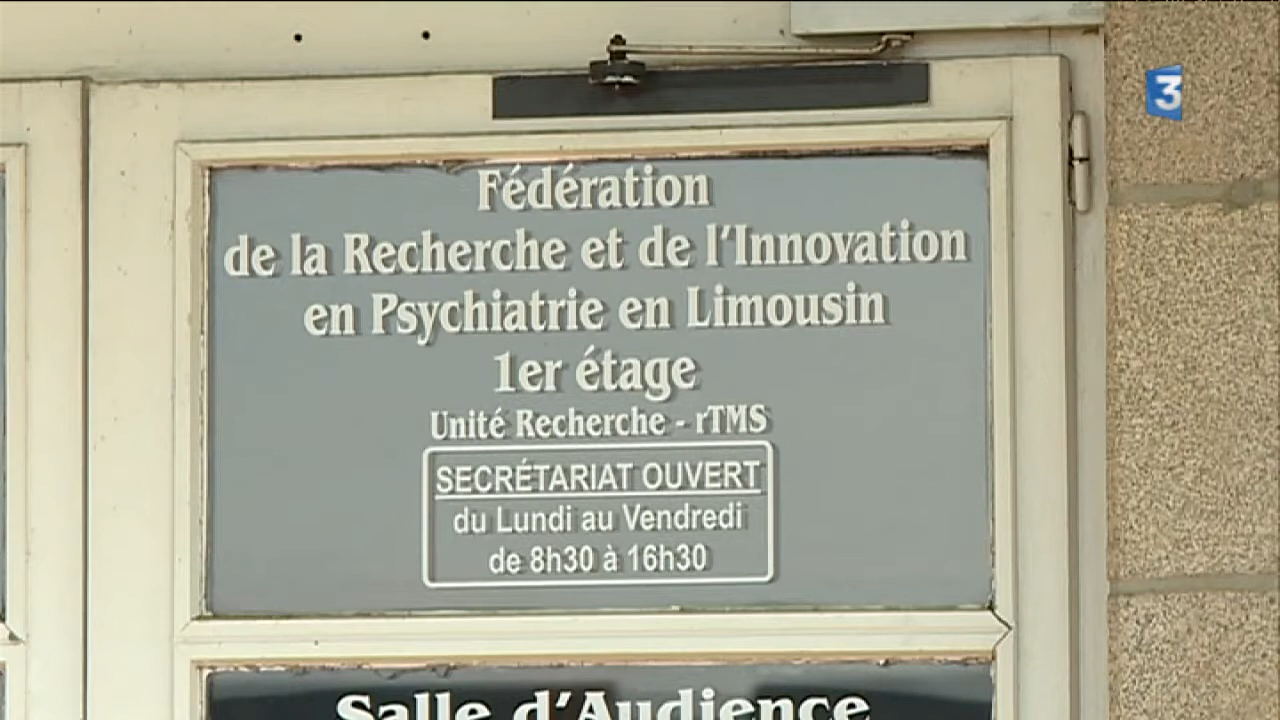 3
Fédération
de la Recherche et de l'Innovation
en Psychiatrie en Limousin
1er étage
Unité Recherche - rTMS
SECRÉTARIAT OUVERT
du Lundi au Vendredi
de 8h30 à 16h30
Salle d'Audience